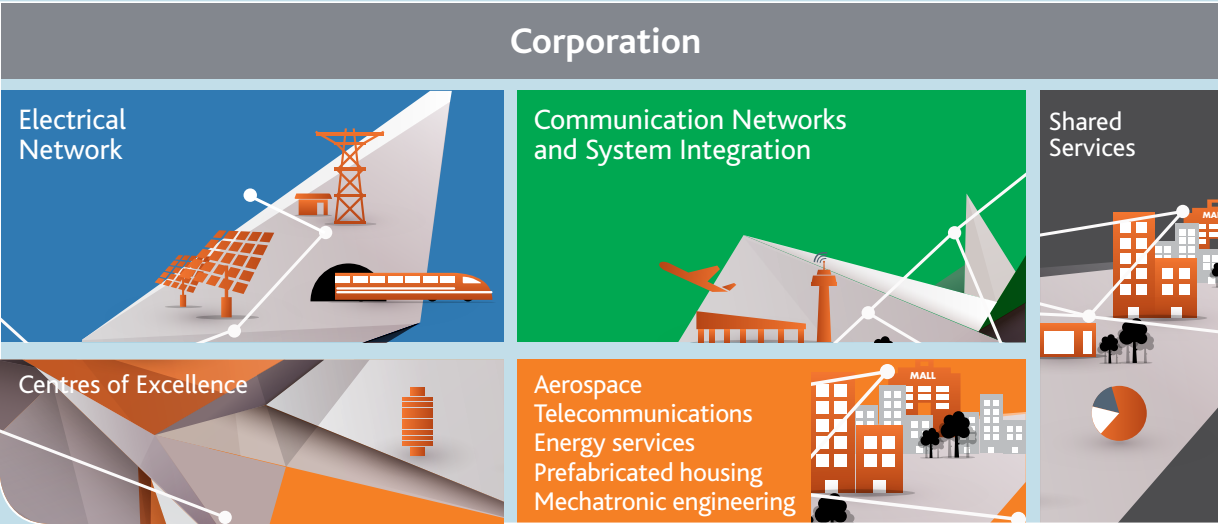 Corporation
Electrical
Network
Communication Networks
and System Integration
Shared
Services
Centres of Excellence
Aerospace
Telecommunications
Energy services
Prefabricated housing
Mechatronic engineering
MALL